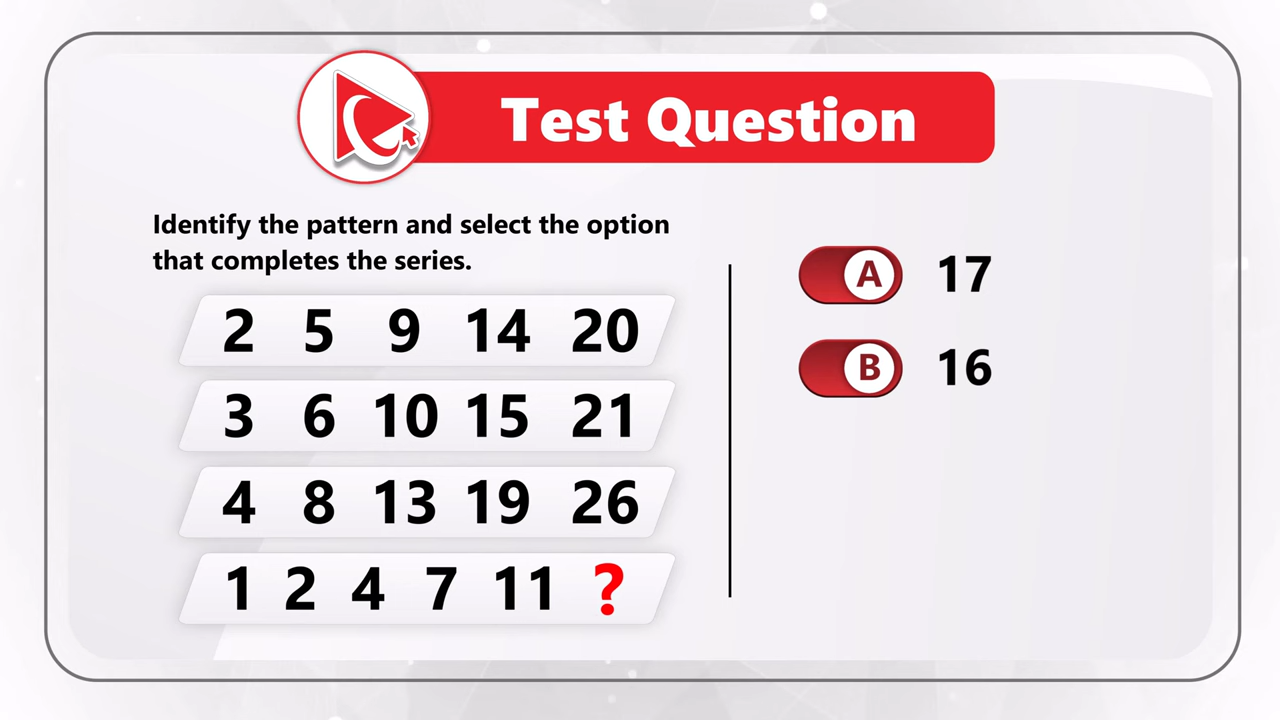 Test Question
Identify the pattern and select the option
that completes the series.
2 5 9 14 20
3 6 10 15 21
4 8 13 19 26
1 2 4 7 11 ?
A 17
B 16